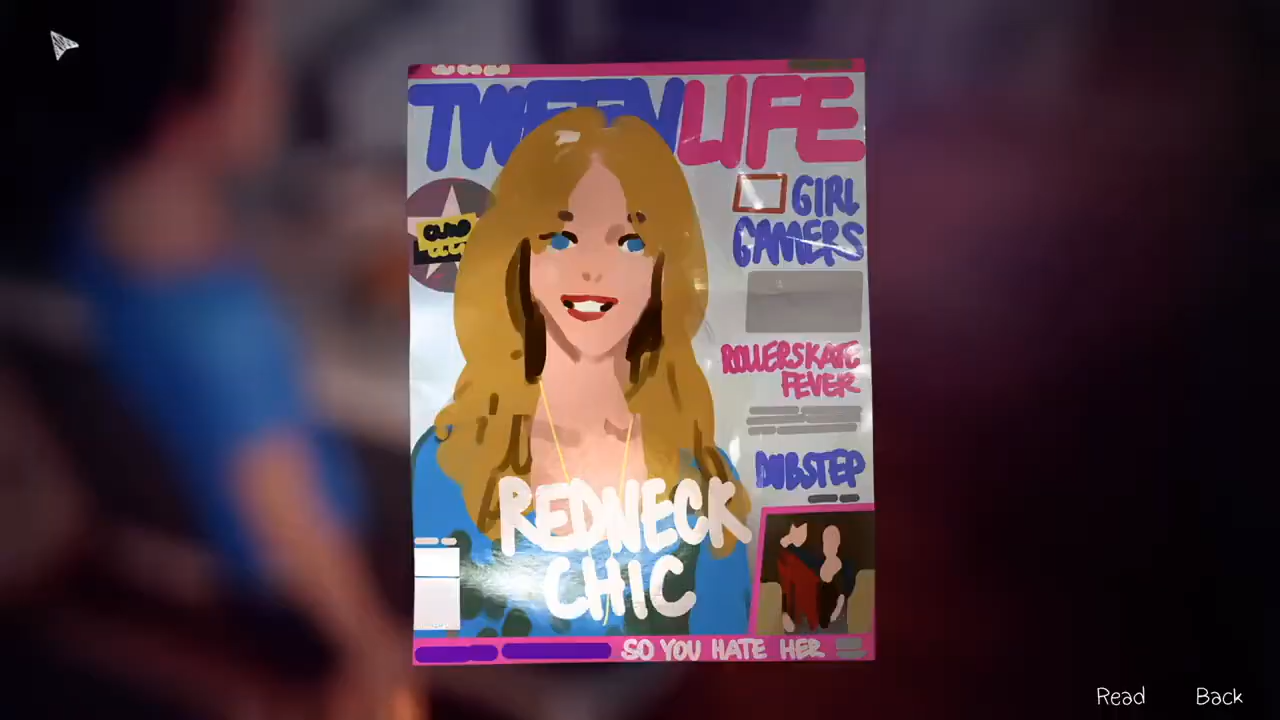 TWEENLIFE
GIRL
GAMERS
ROLLERSKATE
FEVER
DUBSTEP
REDNECK
CHIC
SO YOU HATE HER
Read Back